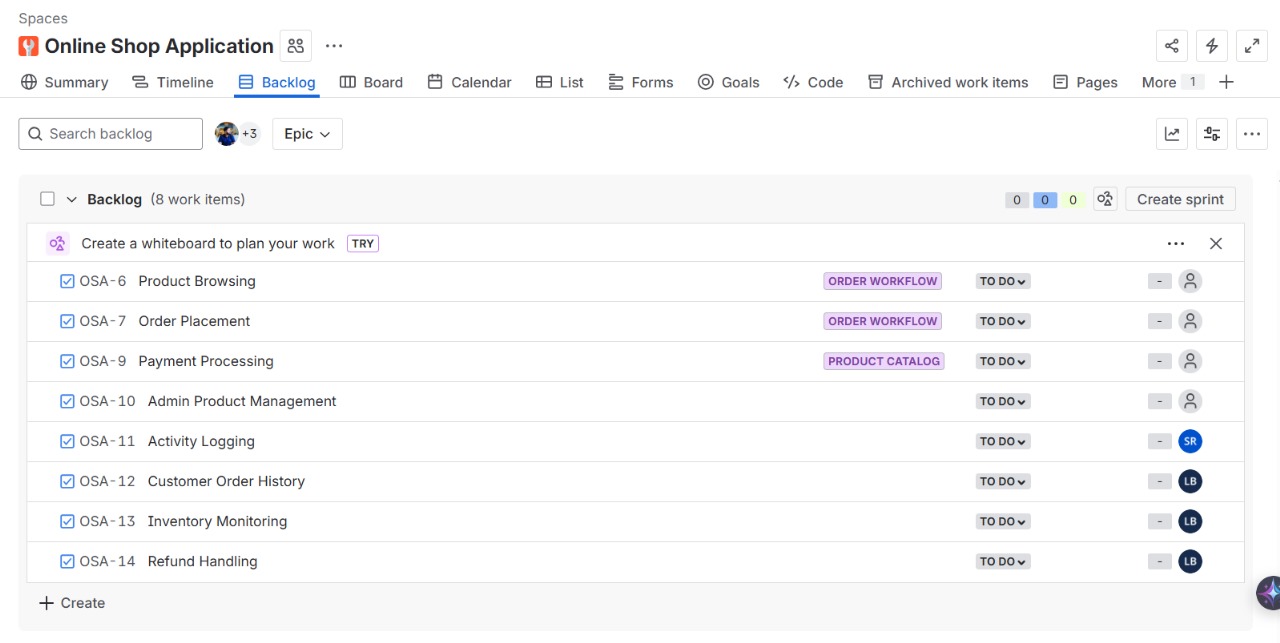 Spaces
Online Shop Application
Summary Timeline Backlog Board Calendar List Forms Goals Code Archived work items Pages More 1
Search backlog +3 Epic
Backlog (8 work items) 0 0 0 Create sprint
Create a whiteboard to plan your work TRY
OSA-6 Product Browsing ORDER WORKFLOW TO DO -
OSA-7 Order Placement ORDER WORKFLOW TO DO -
OSA-9 Payment Processing PRODUCT CATALOG TO DO -
OSA-10 Admin Product Management TO DO -
OSA-11 Activity Logging TO DO - SR
OSA-12 Customer Order History TO DO - LB
OSA-13 Inventory Monitoring TO DO - LB
OSA-14 Refund Handling TO DO - LB
Create